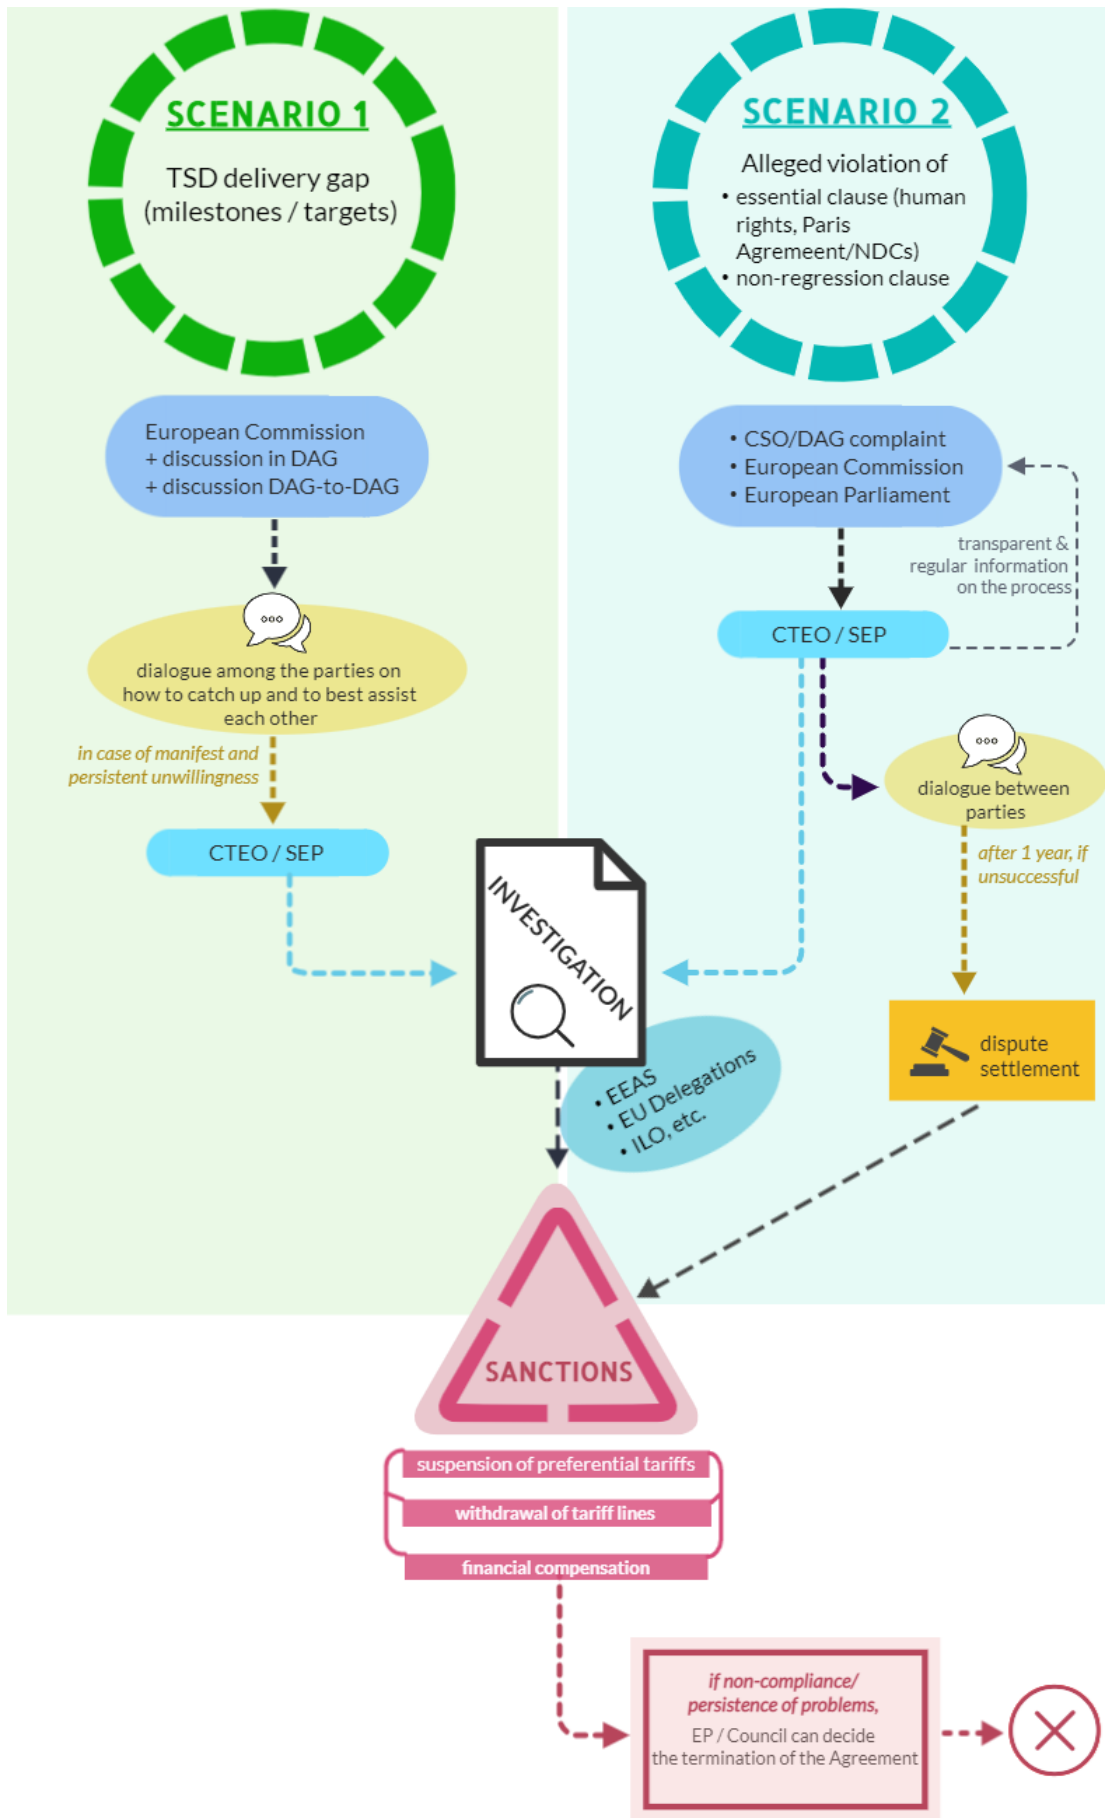 SCENARIO 1
TSD delivery gap
(milestones / targets)
European Commission
+ discussion in DAG
+ discussion DAG-to-DAG
dialogue among the parties on
how to catch up and to best assist
each other
in case of manifest and
persistent unwillingness
CTEO / SEP
SCENARIO 2
Alleged violation of
• essential clause (human
rights, Paris
Agremeent/NDCs)
• non-regression clause
• CSO/DAG complaint
• European Commission
• European Parliament
transparent &
regular information
on the process
CTEO / SEP
dialogue between
parties
after 1 year, if
unsuccessful
dispute
settlement
INVESTIGATION
• EEAS
• EU Delegations
• ILO, etc.
SANCTIONS
suspension of preferential tariffs
withdrawal of tariff lines
financial compensation
if non-compliance/
persistence of problems,
EP / Council can decide
the termination of the Agreement